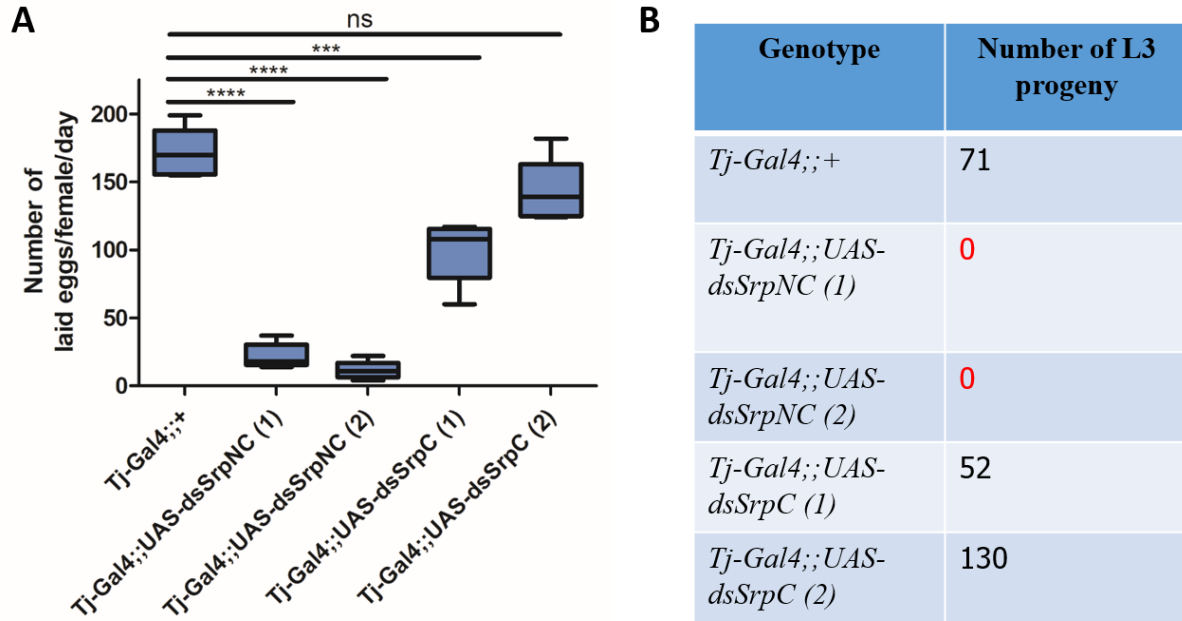 A
ns
***
****
****
Number of
laid eggs/female/day
200
150
100
50
0
Tj-Gal4;;+
Tj-Gal4;;UAS-dsSrpNC (1)
Tj-Gal4;;UAS-dsSrpNC (2)
Tj-Gal4;;UAS-dsSrpC (1)
Tj-Gal4;;UAS-dsSrpC (2)
B
Genotype
Number of L3
progeny
Tj-Gal4;;+
71
Tj-Gal4;;UAS-
dsSrpNC (1)
0
Tj-Gal4;;UAS-
dsSrpNC (2)
0
Tj-Gal4;;UAS-
dsSrpC (1)
52
Tj-Gal4;;UAS-
dsSrpC (2)
130